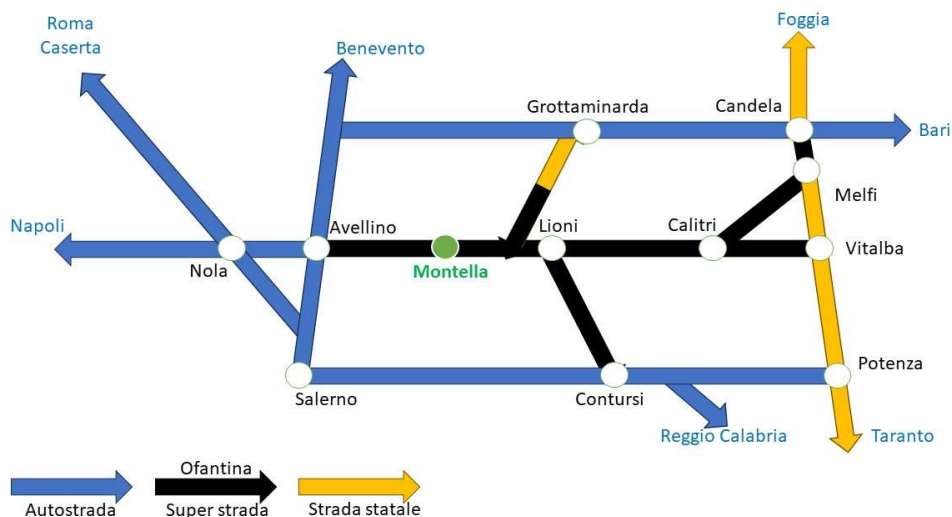 Roma
Caserta
Benevento
Foggia
Grottaminarda
Candela
Bari
Melfi
Napoli
Avellino
Lioni
Calitri
Vitalba
Nola
Montella
Potenza
Salerno
Contursi
Reggio Calabria
Taranto
Ofantina
Autostrada
Super strada
Strada statale